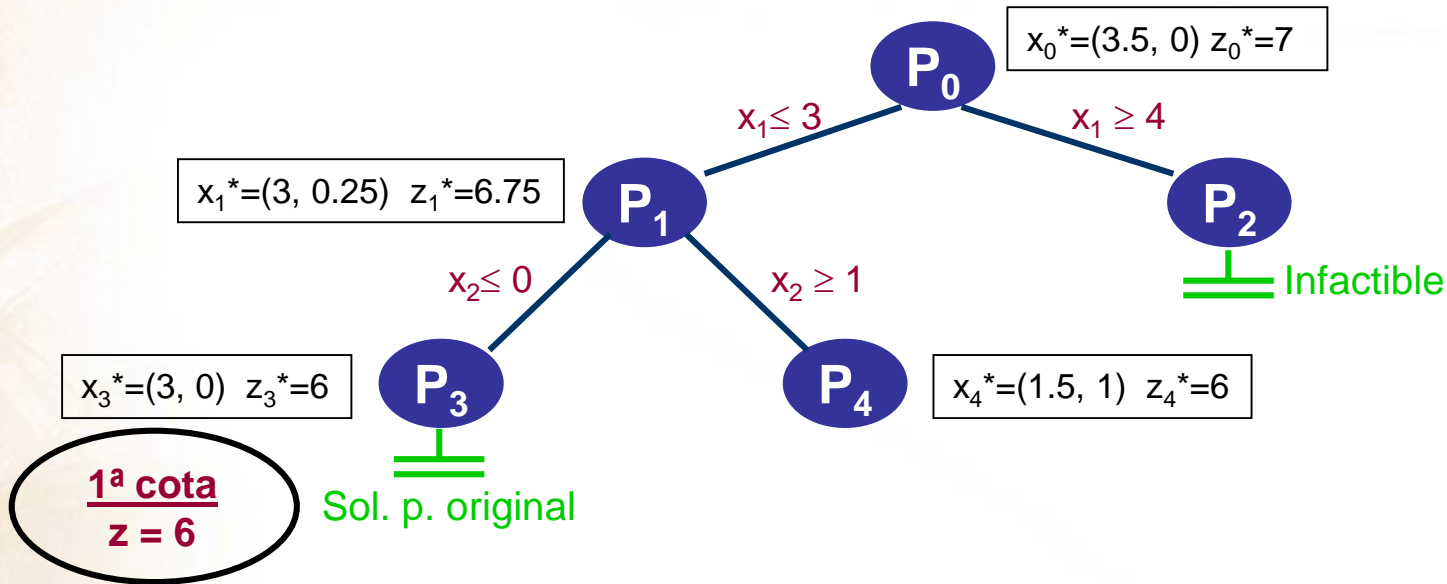 P₀
x₀*=(3.5, 0) z₀*=7
x₁≤ 3
x₁ ≥ 4
x₁*=(3, 0.25) z₁*=6.75
P₁
P₂
x₂≤ 0
x₂ ≥ 1
Infactible
x₃*=(3, 0) z₃*=6
P₃
P₄
x₄*=(1.5, 1) z₄*=6
1ª cota
z = 6
Sol. p. original